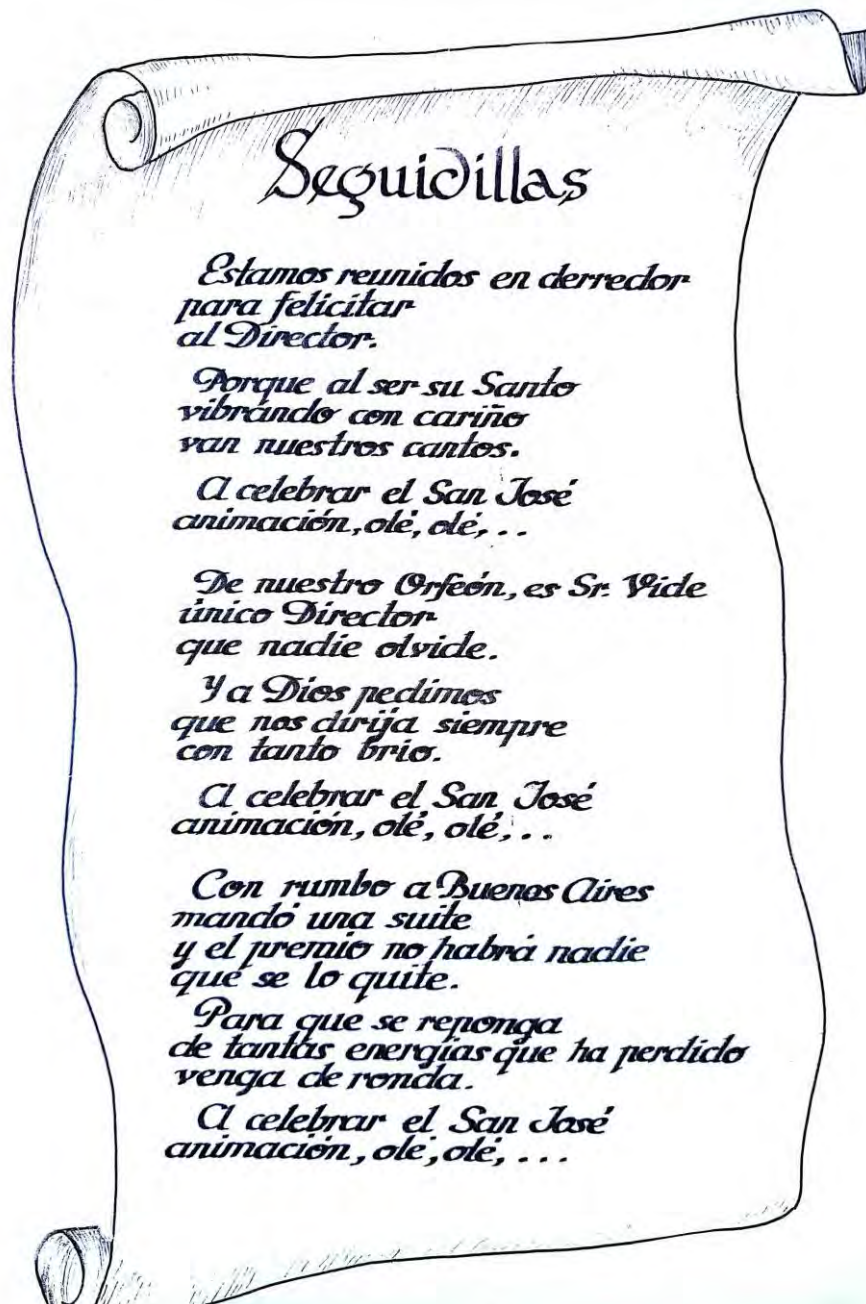 Seguidillas
Estamos reunidos en derredor
para felicitar
al Director.
Porque al ser su Santo
vibrando con cariño
van nuestros cantos.
A celebrar el San José
animación, olé, olé, . . .
De nuestro Orfeón, es Sr. Vide
único Director
que nadie olvide.
Y a Dios pedimos
que nos dirija siempre
con tanto brio.
A celebrar el San José
animación, olé, olé, . . .
Con rumbo a Buenos Aires
mandó una suite
y el premio no habrá nadie
que se lo quite.
Para que se reponga
de tantas energías que ha perdido
venga de ronda.
A celebrar el San José
animación, olé, olé, . . .